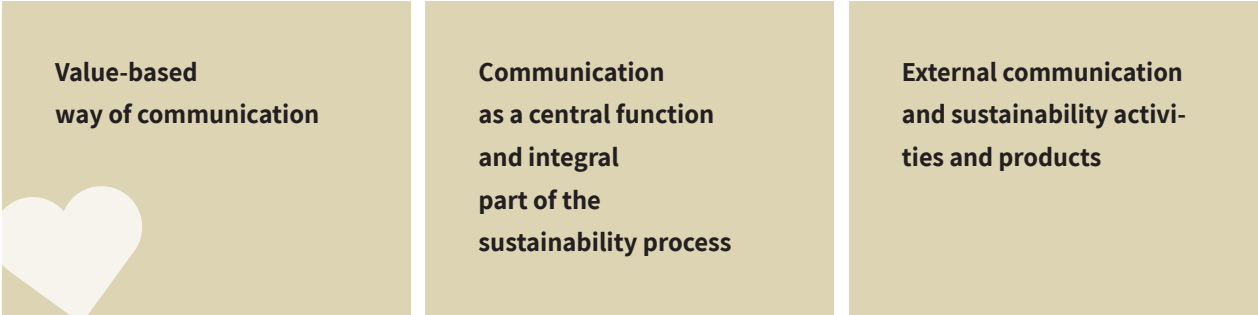 Value-based
way of communication
Communication
as a central function
and integral
part of the
sustainability process
External communication
and sustainability activi-
ties and products